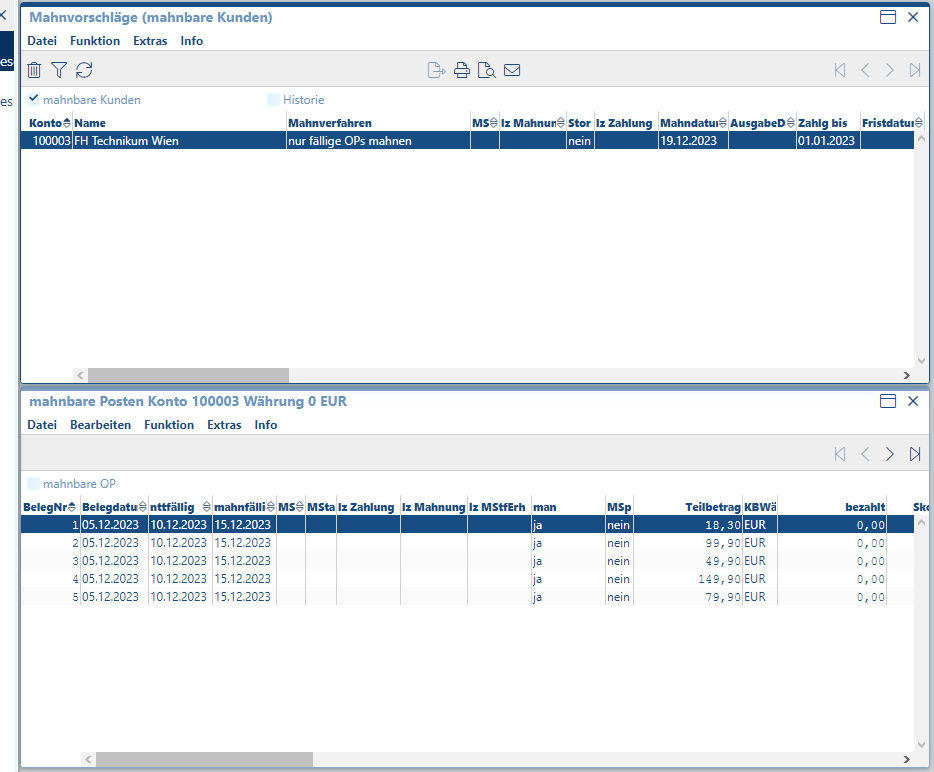 Mahnvorschläge (mahnbare Kunden)
Datei Funktion Extras Info
es
mahnbare Kunden Historie
es
Konto Name Mahnverfahren MS lz Mahnun Stor lz Zahlung Mahndatu AusgabeD Zahlg bis Fristdatu
100003 FH Technikum Wien nur fällige OPs mahnen nein 19.12.2023 01.01.2023
mahnbare Posten Konto 100003 Währung 0 EUR
Datei Bearbeiten Funktion Extras Info
mahnbare OP
BelegNr Belegdatu nttfällig mahnfälli MS MSta lz Zahlung lz Mahnung lz MStfErh man MSp Teilbetrag KBWä bezahlt Sko
1 05.12.2023 10.12.2023 15.12.2023 ja nein 18,30 EUR 0,00
2 05.12.2023 10.12.2023 15.12.2023 ja nein 99,90 EUR 0,00
3 05.12.2023 10.12.2023 15.12.2023 ja nein 49,90 EUR 0,00
4 05.12.2023 10.12.2023 15.12.2023 ja nein 149,90 EUR 0,00
5 05.12.2023 10.12.2023 15.12.2023 ja nein 79,90 EUR 0,00